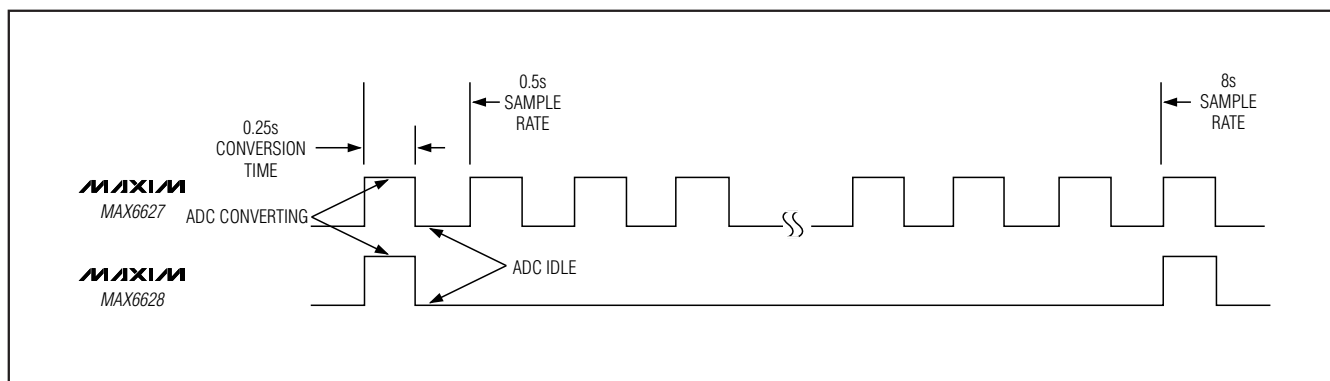 0.5s
SAMPLE
RATE
8s
SAMPLE
RATE
0.25s
CONVERSION
TIME
MAXIM
MAX6627
ADC CONVERTING
ADC IDLE
MAXIM
MAX6628